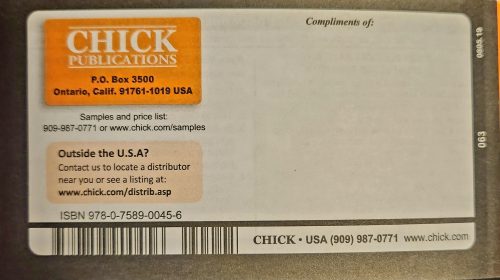 CHICK
PUBLICATIONS
P.O. Box 3500
Ontario, Calif. 91761-1019 USA
Samples and price list:
909-987-0771 or www.chick.com/samples
Outside the U.S.A?
Contact us to locate a distributor
near you or see a listing at:
www.chick.com/distrib.asp
ISBN 978-0-7589-0045-6
CHICK • USA (909) 987-0771 www.chick.com
Compliments of:
0805.19
063